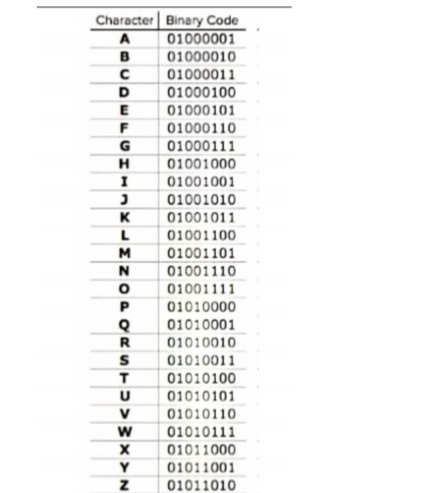 Character Binary Code
A 01000001
B 01000010
C 01000011
D 01000100
E 01000101
F 01000110
G 01000111
H 01001000
I 01001001
J 01001010
K 01001011
L 01001100
M 01001101
N 01001110
O 01001111
P 01010000
Q 01010001
R 01010010
S 01010011
T 01010100
U 01010101
V 01010110
W 01010111
X 01011000
Y 01011001
Z 01011010